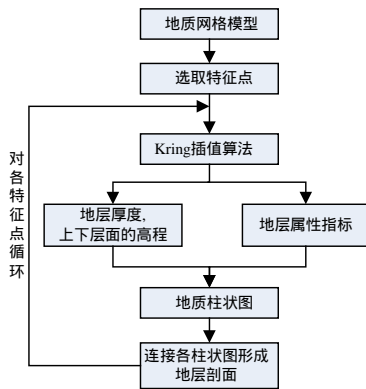 地质网格模型
选取特征点
Kring插值算法
地层厚度,
上下层面的高程
地层属性指标
地质柱状图
连接各柱状图形成
地层剖面
对各特征点循环